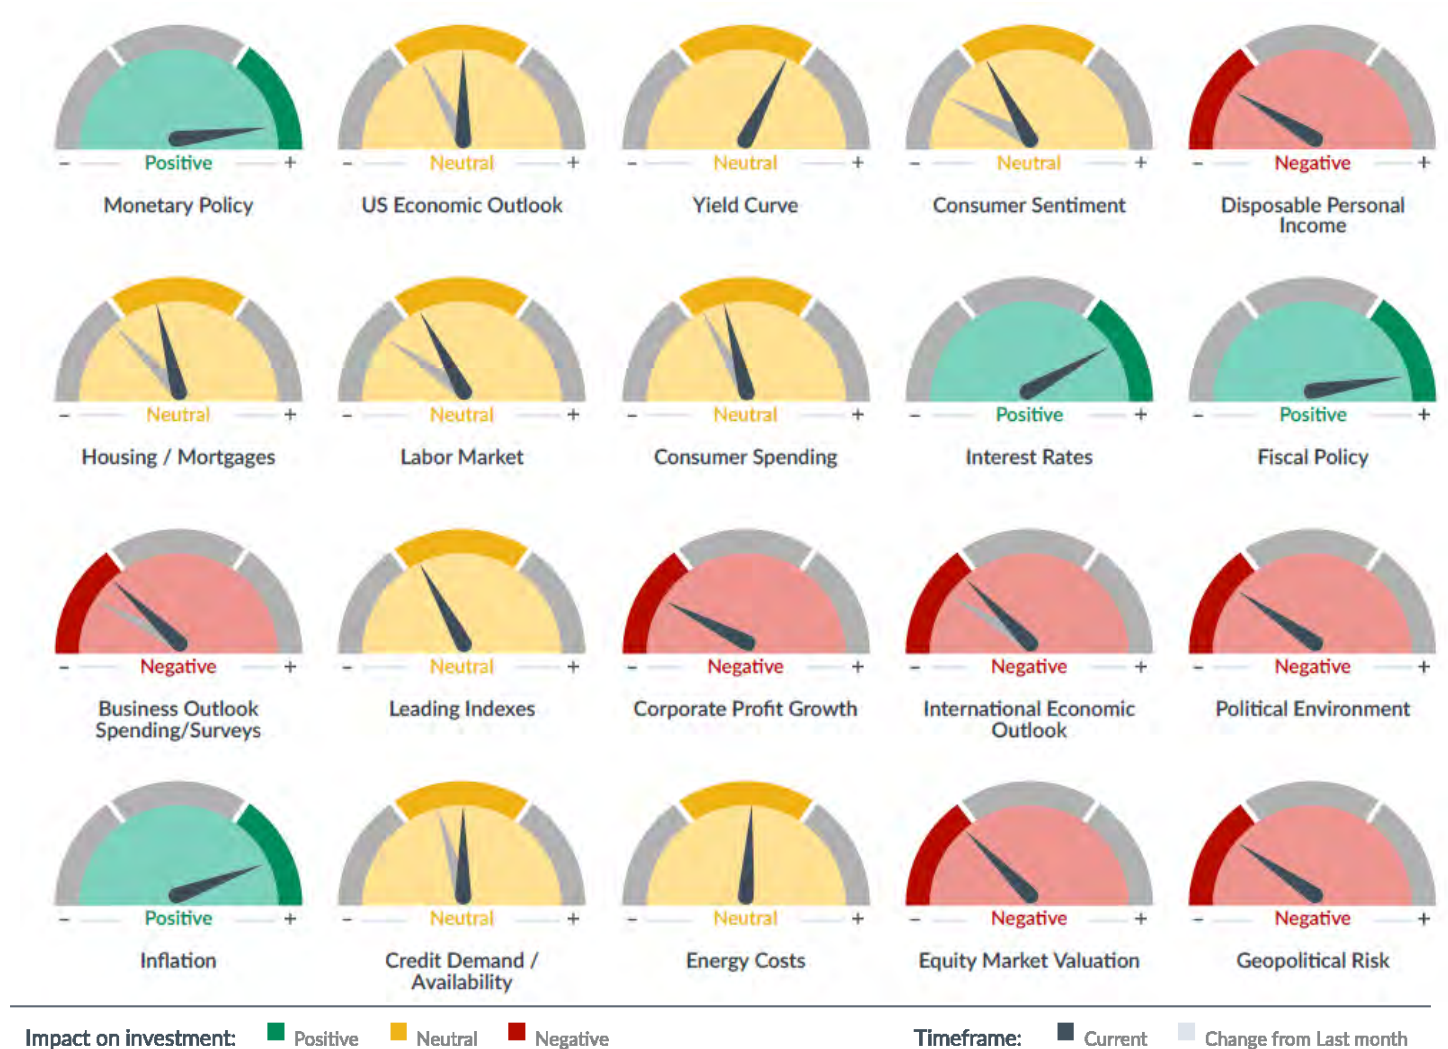 - Positive +
- Neutral +
- Neutral +
- Neutral +
- Negative +
Monetary Policy
US Economic Outlook
Yield Curve
Consumer Sentiment
Disposable Personal
Income
- Neutral +
- Neutral +
- Neutral +
- Positive +
- Positive +
Housing / Mortgages
Labor Market
Consumer Spending
Interest Rates
Fiscal Policy
- Negative +
- Neutral +
- Negative +
- Negative +
- Negative +
Business Outlook
Spending/Surveys
Leading Indexes
Corporate Profit Growth
International Economic
Outlook
Political Environment
- Positive +
- Neutral +
- Neutral +
- Negative +
- Negative +
Inflation
Credit Demand /
Availability
Energy Costs
Equity Market Valuation
Geopolitical Risk
Impact on investment: Positive Neutral Negative
Timeframe: Current Change from Last month